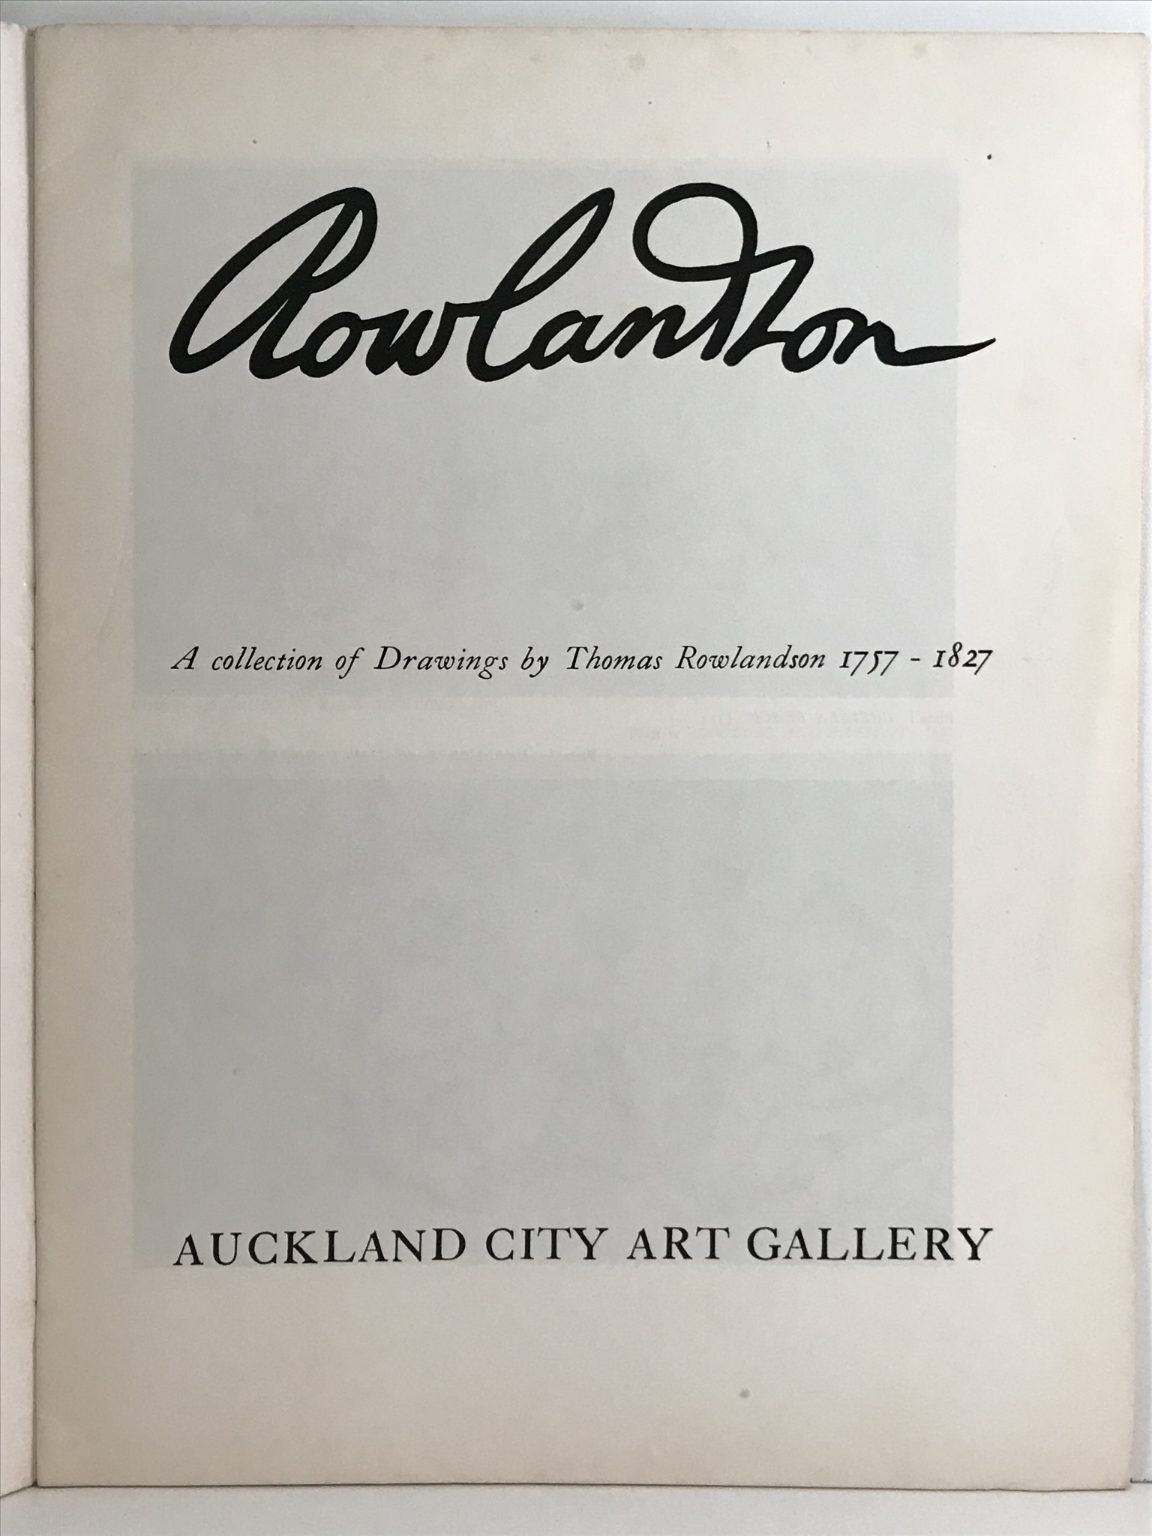 Rowlandson
A collection of Drawings by Thomas Rowlandson 1757 - 1827
AUCKLAND CITY ART GALLERY